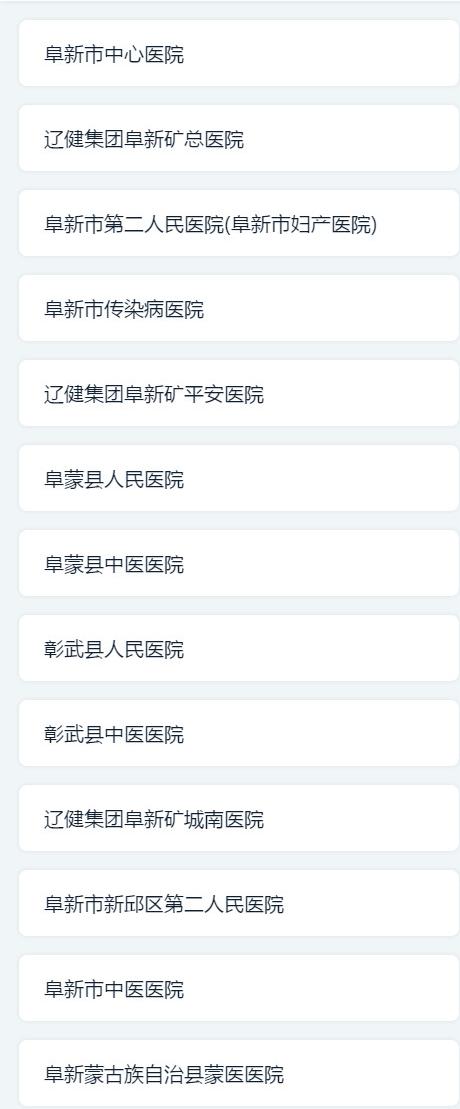 阜新市中心医院
辽健集团阜新矿总医院
阜新市第二人民医院(阜新市妇产医院)
阜新市传染病医院
辽健集团阜新矿平安医院
阜蒙县人民医院
阜蒙县中医医院
彰武县人民医院
彰武县中医医院
辽健集团阜新矿城南医院
阜新市新邱区第二人民医院
阜新市中医医院
阜新蒙古族自治县蒙医医院